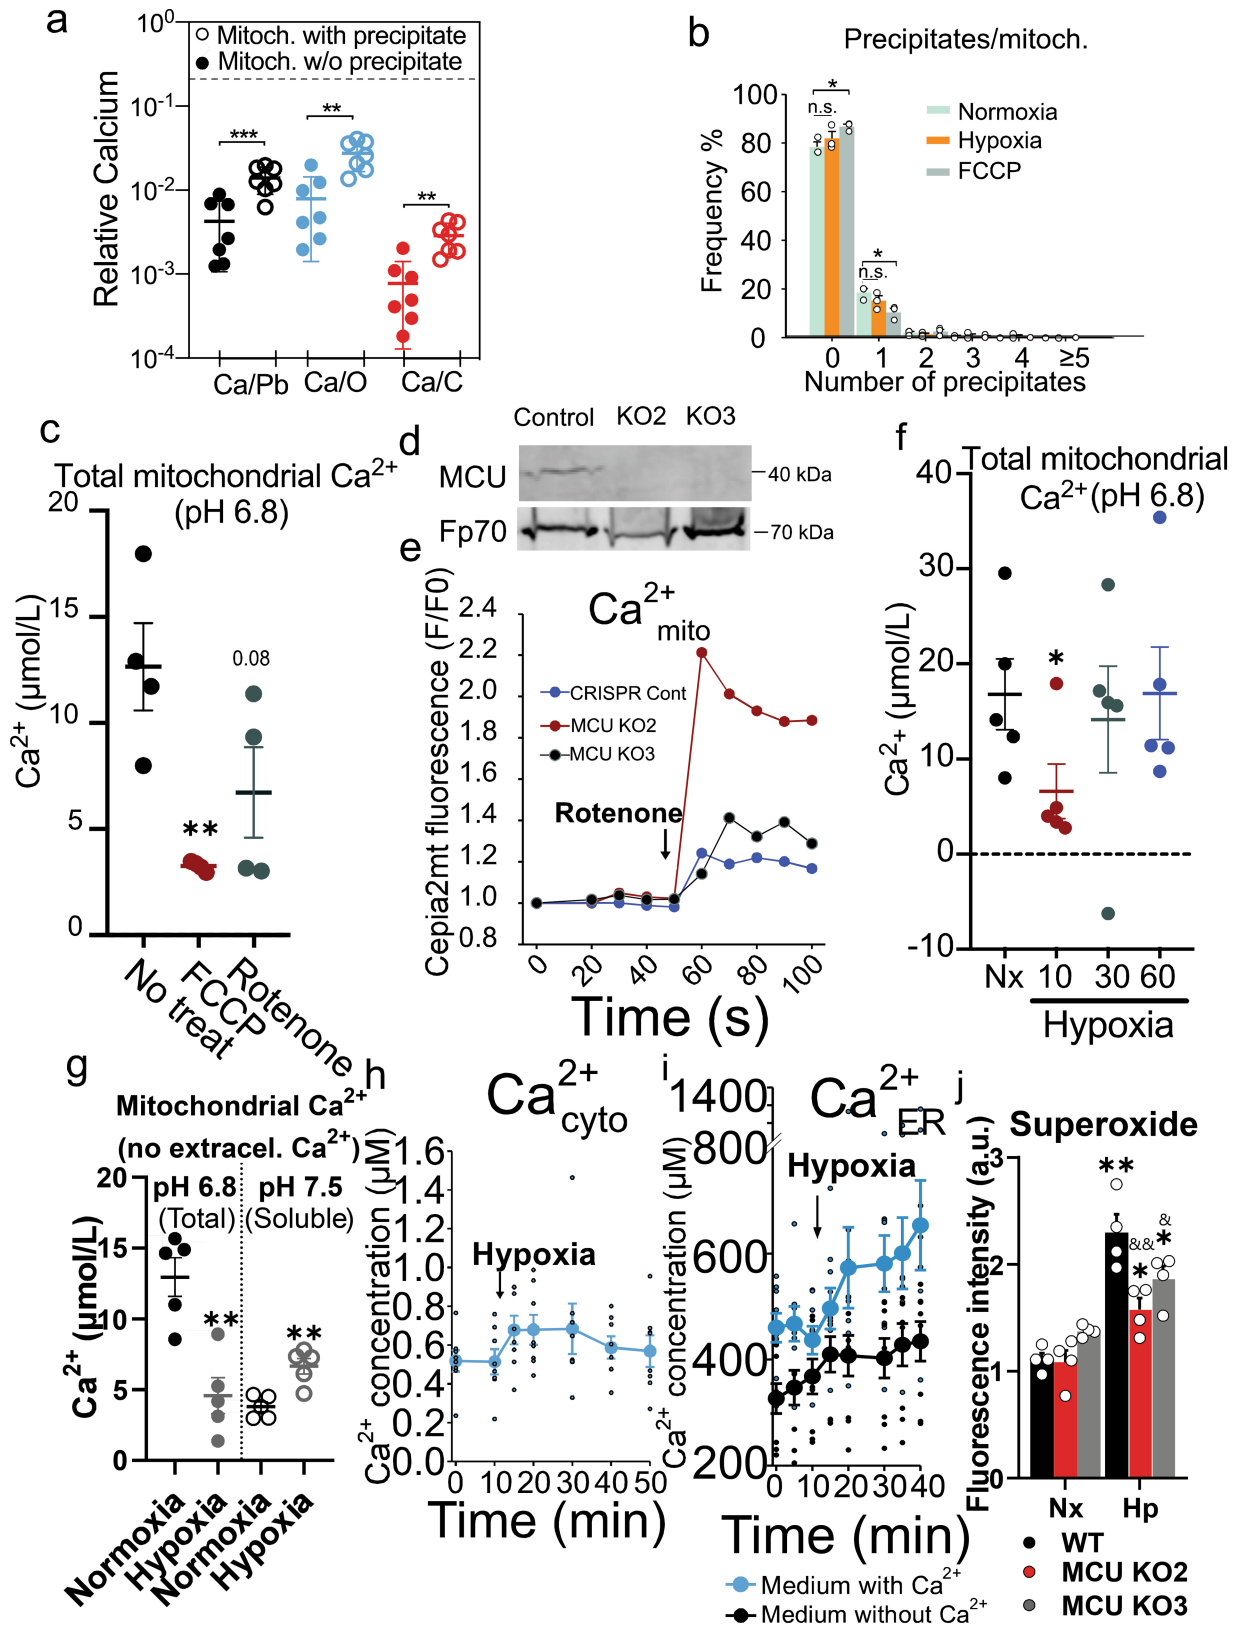 a
10⁰
Mitoch. with precipitate
Mitoch. w/o precipitate
10⁻¹
10⁻²
10⁻³
10⁻⁴
Relative Calcium
***
**
**
Ca/Pb
Ca/O
Ca/C
b
Precipitates/mitoch.
Normoxia
Hypoxia
FCCP
Frequency %
100
80
60
40
20
0
*
n.s.
*
n.s.
0 1 2 3 4 ≥5
Number of precipitates
c
Total mitochondrial Ca²⁺
(pH 6.8)
Ca²⁺ (µmol/L)
20
15
10
5
0
**
0.08
No treat
FCCP
Rotenone
d
Control KO2 KO3
MCU
40 kDa
Fp70
70 kDa
e
Ca²⁺mito
Cepia2mt fluorescence (F/F0)
2.4
2.2
2.0
1.8
1.6
1.4
1.2
1.0
0.8
CRISPR Cont
MCU KO2
MCU KO3
Rotenone
0 20 40 60 80 100
Time (s)
f
Total mitochondrial
Ca²⁺ (pH 6.8)
Ca²⁺ (µmol/L)
40
30
20
10
0
-10
*
Nx 10 30 60
Hypoxia
g
Mitochondrial Ca²⁺
(no extracel. Ca²⁺)
pH 6.8 pH 7.5
(Total) (Soluble)
Ca²⁺ (µmol/L)
20
15
10
5
0
**
**
Normoxia
Hypoxia
Normoxia
Hypoxia
h
Ca²⁺cyto
Ca²⁺ concentration (µM)
1.6
1.4
1.2
1.0
0.8
0.6
0.4
0.2
0.0
Hypoxia
0 10 20 30 40 50
Time (min)
i
Ca²⁺ER
Ca²⁺ concentration (µM)
1400
800
600
400
200
Hypoxia
0 10 20 30 40
Time (min)
Medium with Ca²⁺
Medium without Ca²⁺
j
Superoxide
Fluorescence intensity (a.u.)
3
2
1
0
**
&&
*
&
*
Nx Hp
WT
MCU KO2
MCU KO3